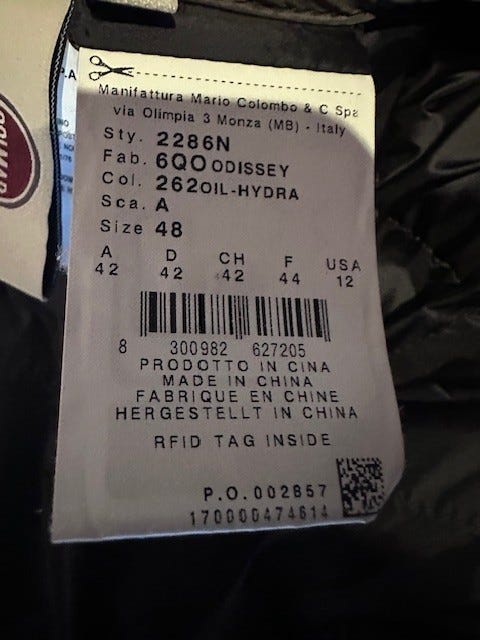 Manifattura Mario Colombo & C Spa
via Olimpia 3 Monza (MB) - Italy
Sty. 2286N
Fab. 6QO ODISSEY
Col. 262OIL-HYDRA
Sca. A
Size 48
A D CH F USA
42 42 42 44 12
8 300982 627205
PRODOTTO IN CINA
MADE IN CHINA
FABRIQUE EN CHINE
HERGESTELLT IN CHINA
RFID TAG INSIDE
P.O. 002857
170000474614